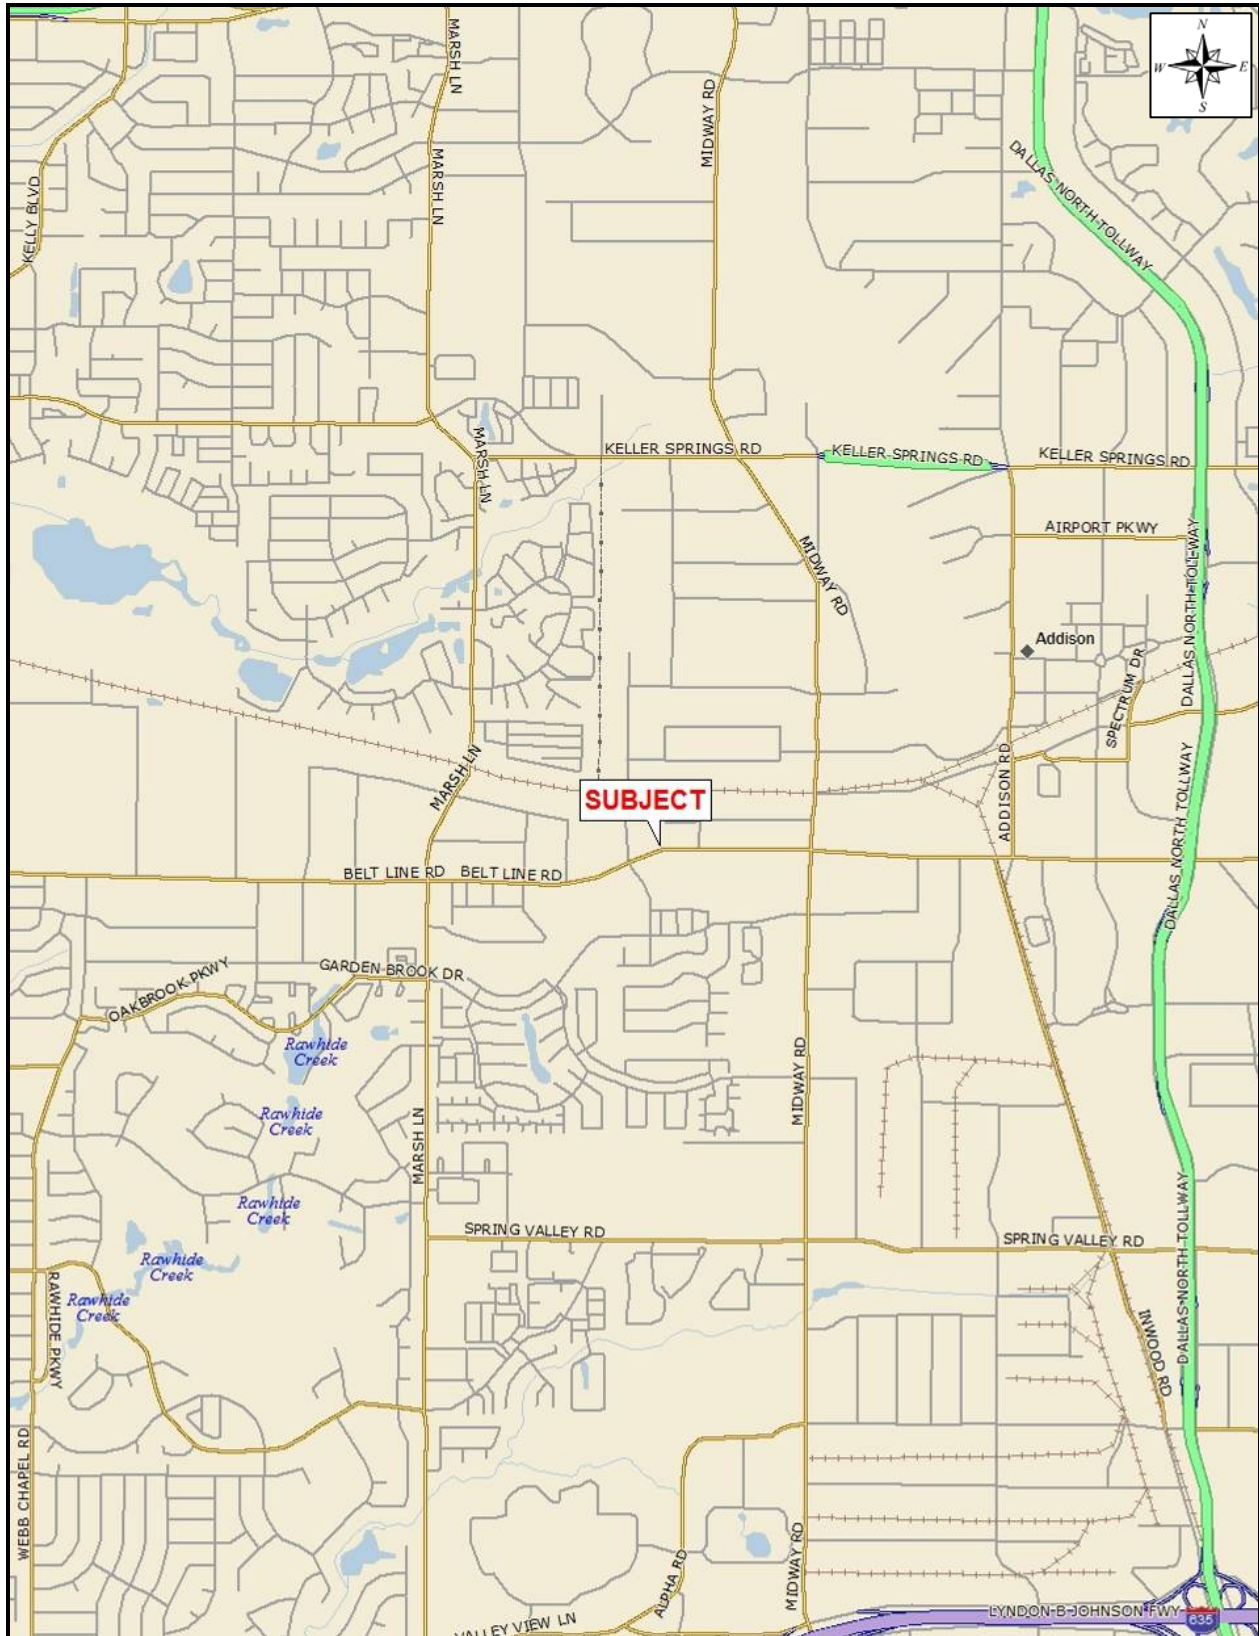 N
W E
S
MARSH LN
MIDWAY RD
MARSH LN
KELLY BLVD
DALLAS NORTH TOLLWAY
MARSH LN
KELLER SPRINGS RD
KELLER SPRINGS RD
KELLER SPRINGS RD
AIRPORT PKWY
MIDWAY RD
DALLAS NORTH TOLLWAY
Addison
SPECTRUM DR
MARSH LN
ADDISON RD
DALLAS NORTH TOLLWAY
SUBJECT
BELT LINE RD
BELT LINE RD
GARDEN BROOK DR
OAKBROOK PKWY
Rawhide
Creek
MIDWAY RD
Rawhide
Creek
MARSH LN
Rawhide
Creek
SPRING VALLEY RD
SPRING VALLEY RD
DALLAS NORTH TOLLWAY
Rawhide
Creek
Rawhide
Creek
RAWHIDE PKWY
INWOOD RD
WEBB CHAPEL RD
ALPHA RD
MIDWAY RD
VALLEY VIEW LN
LYNDON B JOHNSON FWY
635